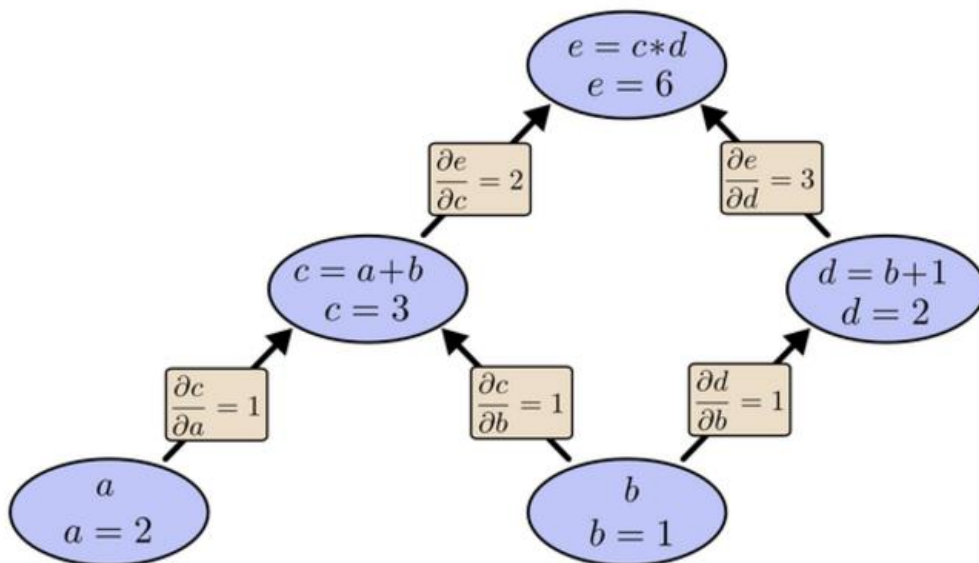 e = c*d
e = 6
∂e/∂c = 2
∂e/∂d = 3
c = a+b
c = 3
d = b+1
d = 2
∂c/∂a = 1
∂c/∂b = 1
∂d/∂b = 1
a
a = 2
b
b = 1